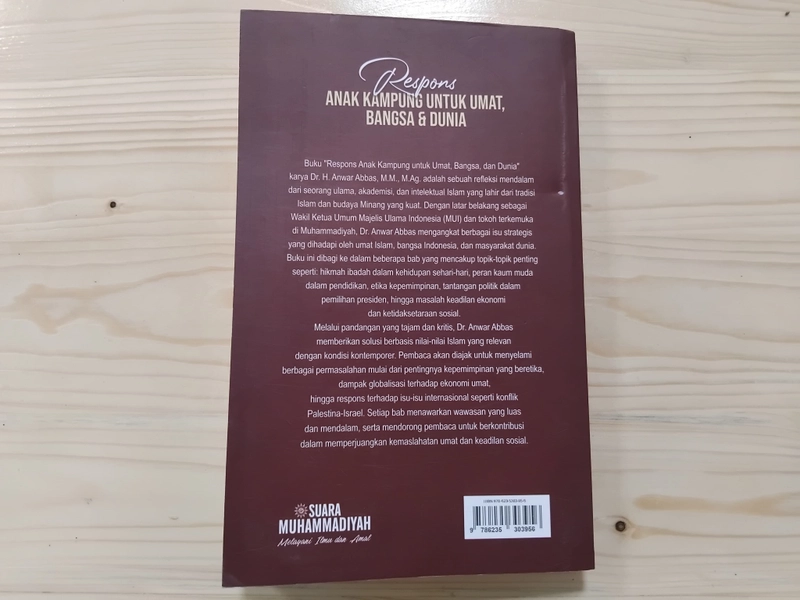 Respons
ANAK KAMPUNG UNTUK UMAT,
BANGSA & DUNIA
Buku "Respons Anak Kampung untuk Umat, Bangsa, dan Dunia"
karya Dr. H. Anwar Abbas, M.M., M.Ag. adalah sebuah refleksi mendalam
dari seorang ulama, akademisi, dan intelektual Islam yang lahir dari tradisi
Islam dan budaya Minang yang kuat. Dengan latar belakang sebagai
Wakil Ketua Umum Majelis Ulama Indonesia (MUI) dan tokoh terkemuka
di Muhammadiyah, Dr. Anwar Abbas mengangkat berbagai isu strategis
yang dihadapi oleh umat Islam, bangsa Indonesia, dan masyarakat dunia.
Buku ini dibagi ke dalam beberapa bab yang mencakup topik-topik penting
seperti: hikmah ibadah dalam kehidupan sehari-hari, peran kaum muda
dalam pendidikan, etika kepemimpinan, tantangan politik dalam
pemilihan presiden, hingga masalah keadilan ekonomi
dan ketidaksetaraan sosial.
Melalui pandangan yang tajam dan kritis, Dr. Anwar Abbas
memberikan solusi berbasis nilai-nilai Islam yang relevan
dengan kondisi kontemporer. Pembaca akan diajak untuk menyelami
berbagai permasalahan mulai dari pentingnya kepemimpinan yang beretika,
dampak globalisasi terhadap ekonomi umat,
hingga respons terhadap isu-isu internasional seperti konflik
Palestina-Israel. Setiap bab menawarkan wawasan yang luas
dan mendalam, serta mendorong pembaca untuk berkontribusi
dalam memperjuangkan kemaslahatan umat dan keadilan sosial.
SUARA
MUHAMMADIYAH
Melayani Ilmu dan Amal
9 786235 303956